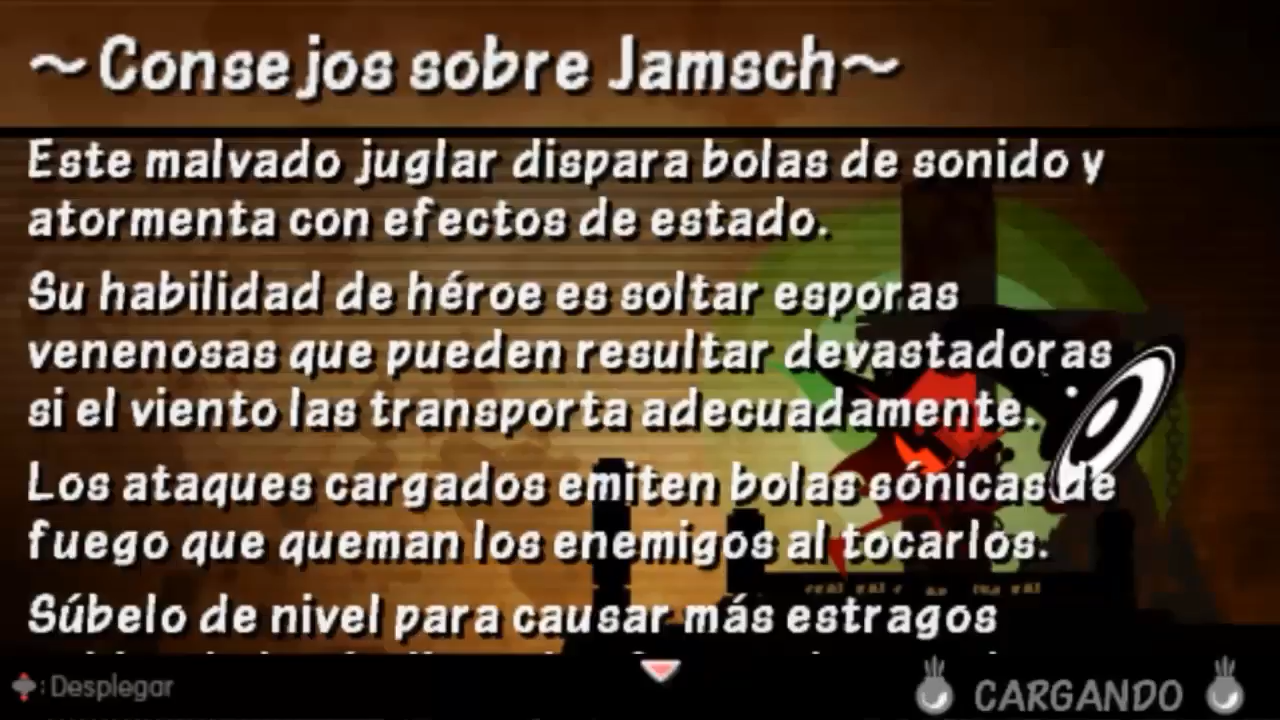 ~Consejos sobre Jamsch~
Este malvado juglar dispara bolas de sonido y
atormenta con efectos de estado.
Su habilidad de héroe es soltar esporas
venenosas que pueden resultar devastadoras
si el viento las transporta adecuadamente.
Los ataques cargados emiten bolas sónicas de
fuego que queman los enemigos al tocarlos.
Súbelo de nivel para causar más estragos
: Desplegar
CARGANDO